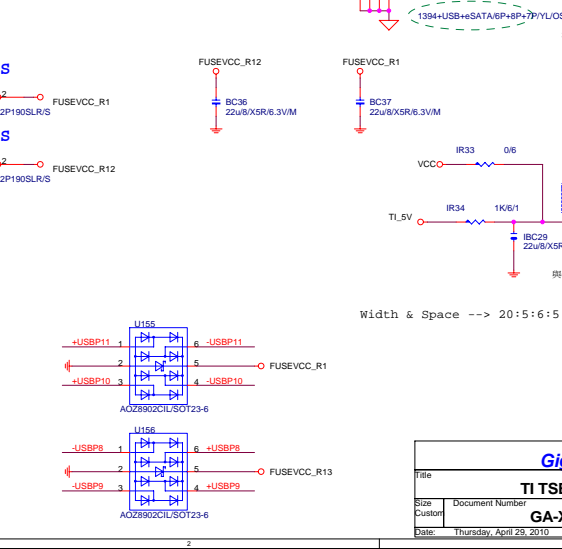 1394+USB+eSATA/6P+8P+7P/YL/OS
S
2
FUSEVCC_R1
2P190SLR/S
S
2
FUSEVCC_R12
2P190SLR/S
FUSEVCC_R12
BC36
22u/8/X5R/6.3V/M
FUSEVCC_R1
BC37
22u/8/X5R/6.3V/M
IR33 0/6
VCC
IR34 1K/6/1
TI_5V
IBC29
22u/8/X5R
Width & Space --> 20:5:6:5
U155
+USBP11 1 6 -USBP11
2 5 FUSEVCC_R1
+USBP10 3 4 -USBP10
AOZ8902CIL/SOT23-6
U156
-USBP8 1 6 +USBP8
2 5 FUSEVCC_R13
-USBP9 3 4 +USBP9
AOZ8902CIL/SOT23-6
Title
TI TS
Size Document Number
Custom GA-X
Date: Thursday, April 29, 2010
2